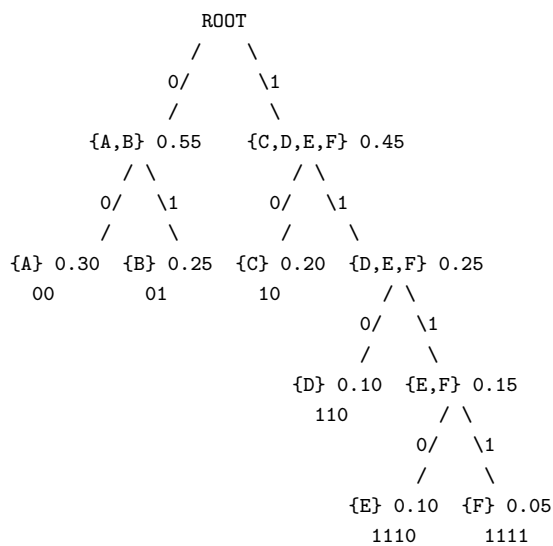 ROOT
/ \
0/ \1
/ \
{A,B} 0.55 {C,D,E,F} 0.45
/ \ / \
0/ \1 0/ \1
/ \ / \
{A} 0.30 {B} 0.25 {C} 0.20 {D,E,F} 0.25
00 01 10 / \
0/ \1
/ \
{D} 0.10 {E,F} 0.15
110 / \
0/ \1
/ \
{E} 0.10 {F} 0.05
1110 1111